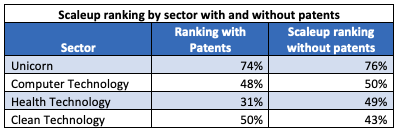 Scaleup ranking by sector with and without patents
Sector Ranking with Patents Scaleup ranking without patents
Unicorn 74% 76%
Computer Technology 48% 50%
Health Technology 31% 49%
Clean Technology 50% 43%